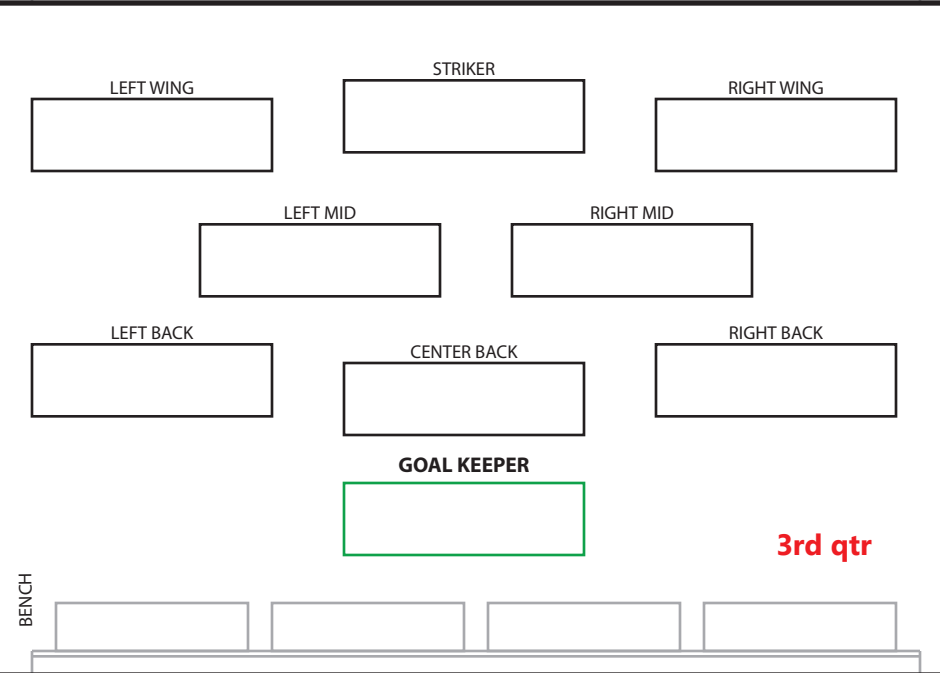 STRIKER
LEFT WING
RIGHT WING
LEFT MID
RIGHT MID
LEFT BACK
RIGHT BACK
CENTER BACK
GOAL KEEPER
3rd qtr
BENCH